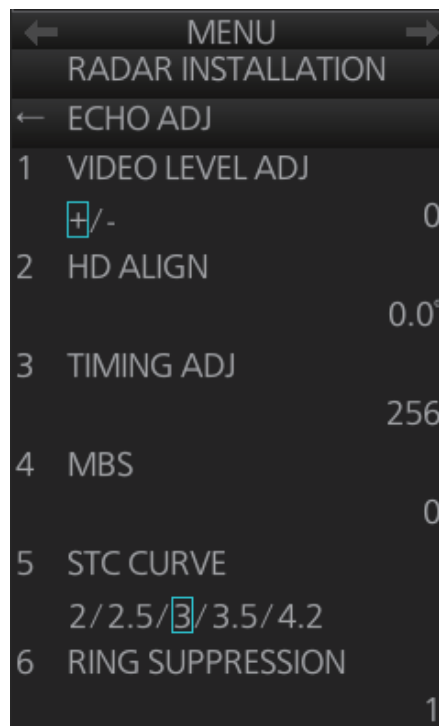 ← MENU →
RADAR INSTALLATION
← ECHO ADJ
1 VIDEO LEVEL ADJ
+/- 0
2 HD ALIGN
0.0°
3 TIMING ADJ
256
4 MBS
0
5 STC CURVE
2/2.5/3/3.5/4.2
6 RING SUPPRESSION
1